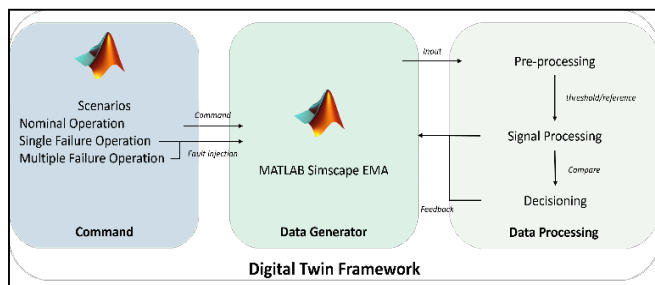 Scenarios
Nominal Operation
Single Failure Operation
Multiple Failure Operation
Command
Fault injection
Command
MATLAB Simscape EMA
Data Generator
Input
Feedback
Pre-processing
threshold/reference
Signal Processing
Compare
Decisioning
Data Processing
Digital Twin Framework